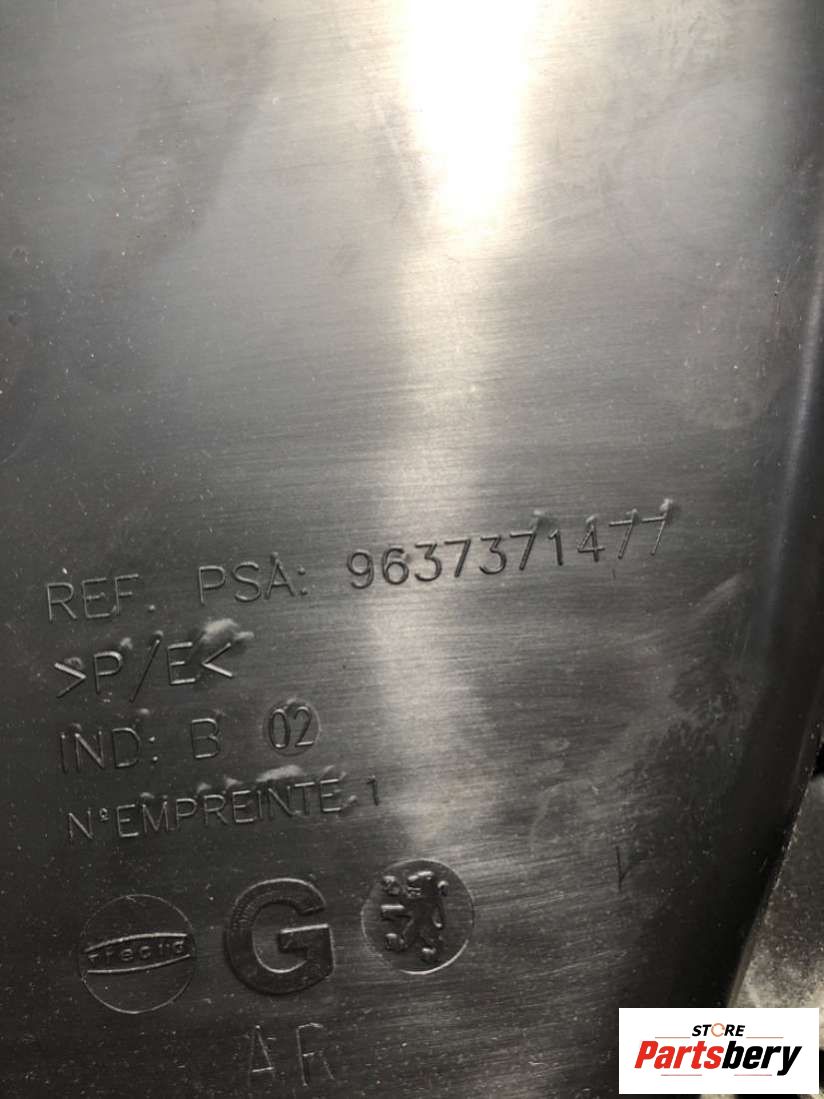 REF. PSA: 9637371477
>P/E<
IND: B 02
N°EMPREINTE 1
G
AR
STORE
Partsbery